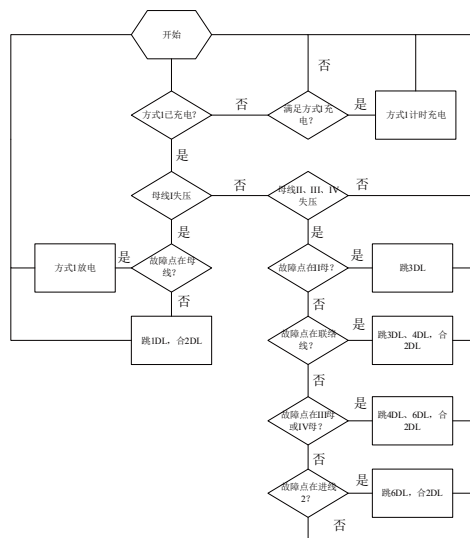 开始
否
方式I已充电？
否
满足方式I充
电？
是
方式I计时充电
是
母线I失压
否
母线II、III、IV
失压
否
是
是
方式I放电
是
故障点在母
线？
故障点在II母？
是
跳3DL
否
否
跳1DL，合2DL
故障点在联络
线？
是
跳3DL、4DL，合
2DL
否
故障点在III母
或IV母？
是
跳4DL、6DL，合
2DL
否
故障点在进线
2？
是
跳6DL，合2DL
否